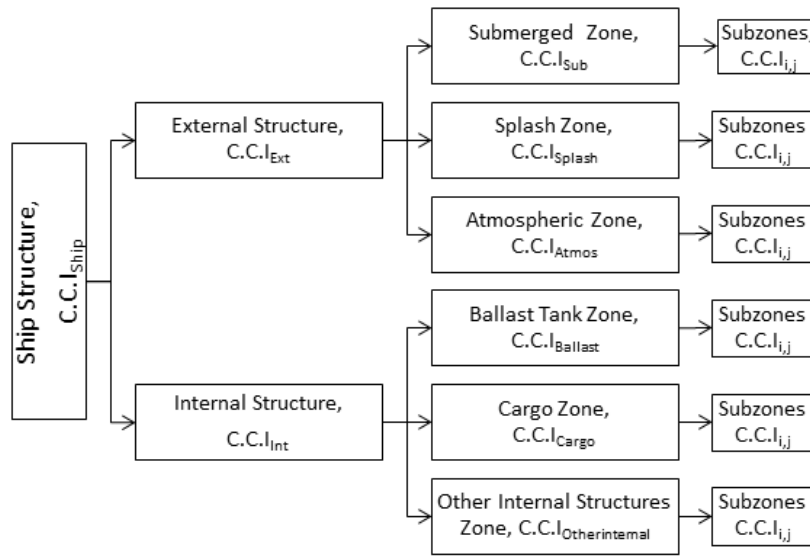 Ship Structure,
C.C.I_Ship
External Structure,
C.C.I_Ext
Internal Structure,
C.C.I_Int
Submerged Zone,
C.C.I_Sub
Subzones,
C.C.I_i,j
Splash Zone,
C.C.I_Splash
Subzones
C.C.I_i,j
Atmospheric Zone,
C.C.I_Atmos
Subzones
C.C.I_i,j
Ballast Tank Zone,
C.C.I_Ballast
Subzones
C.C.I_i,j
Cargo Zone,
C.C.I_Cargo
Subzones
C.C.I_i,j
Other Internal Structures
Zone, C.C.I_Otherinternal
Subzones
C.C.I_i,j